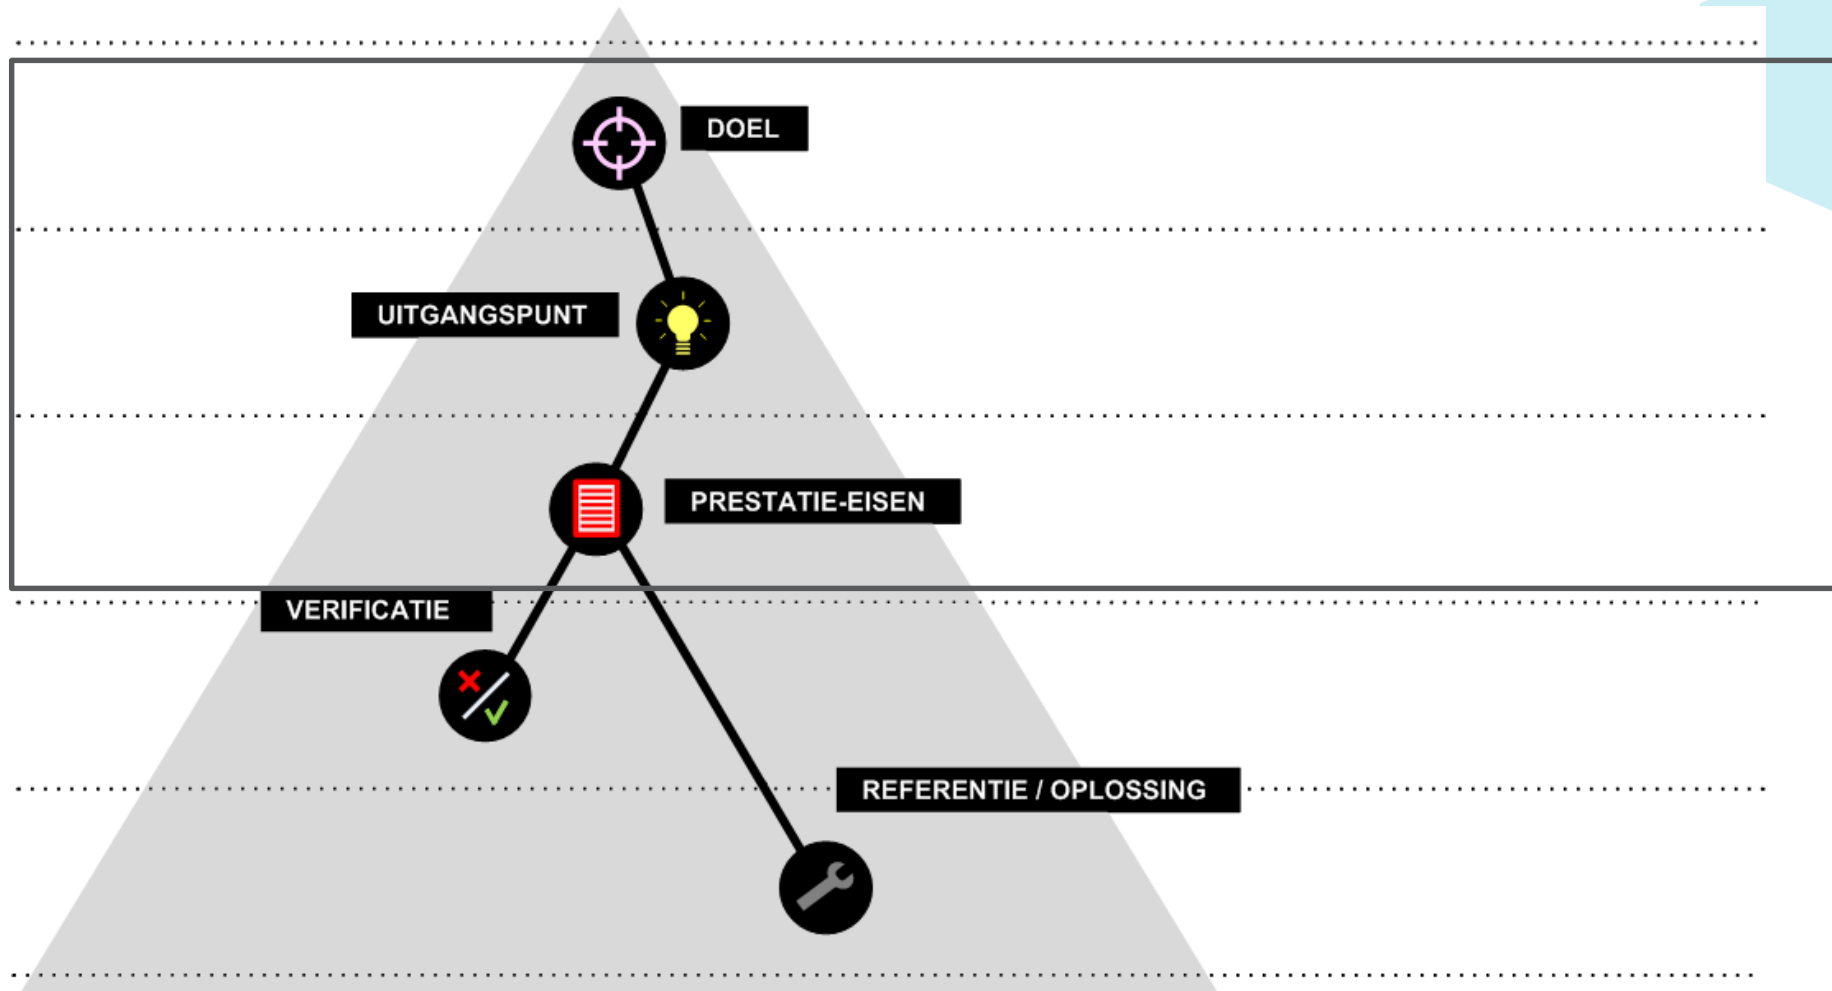 DOEL
UITGANGSPUNT
PRESTATIE-EISEN
VERIFICATIE
REFERENTIE / OPLOSSING